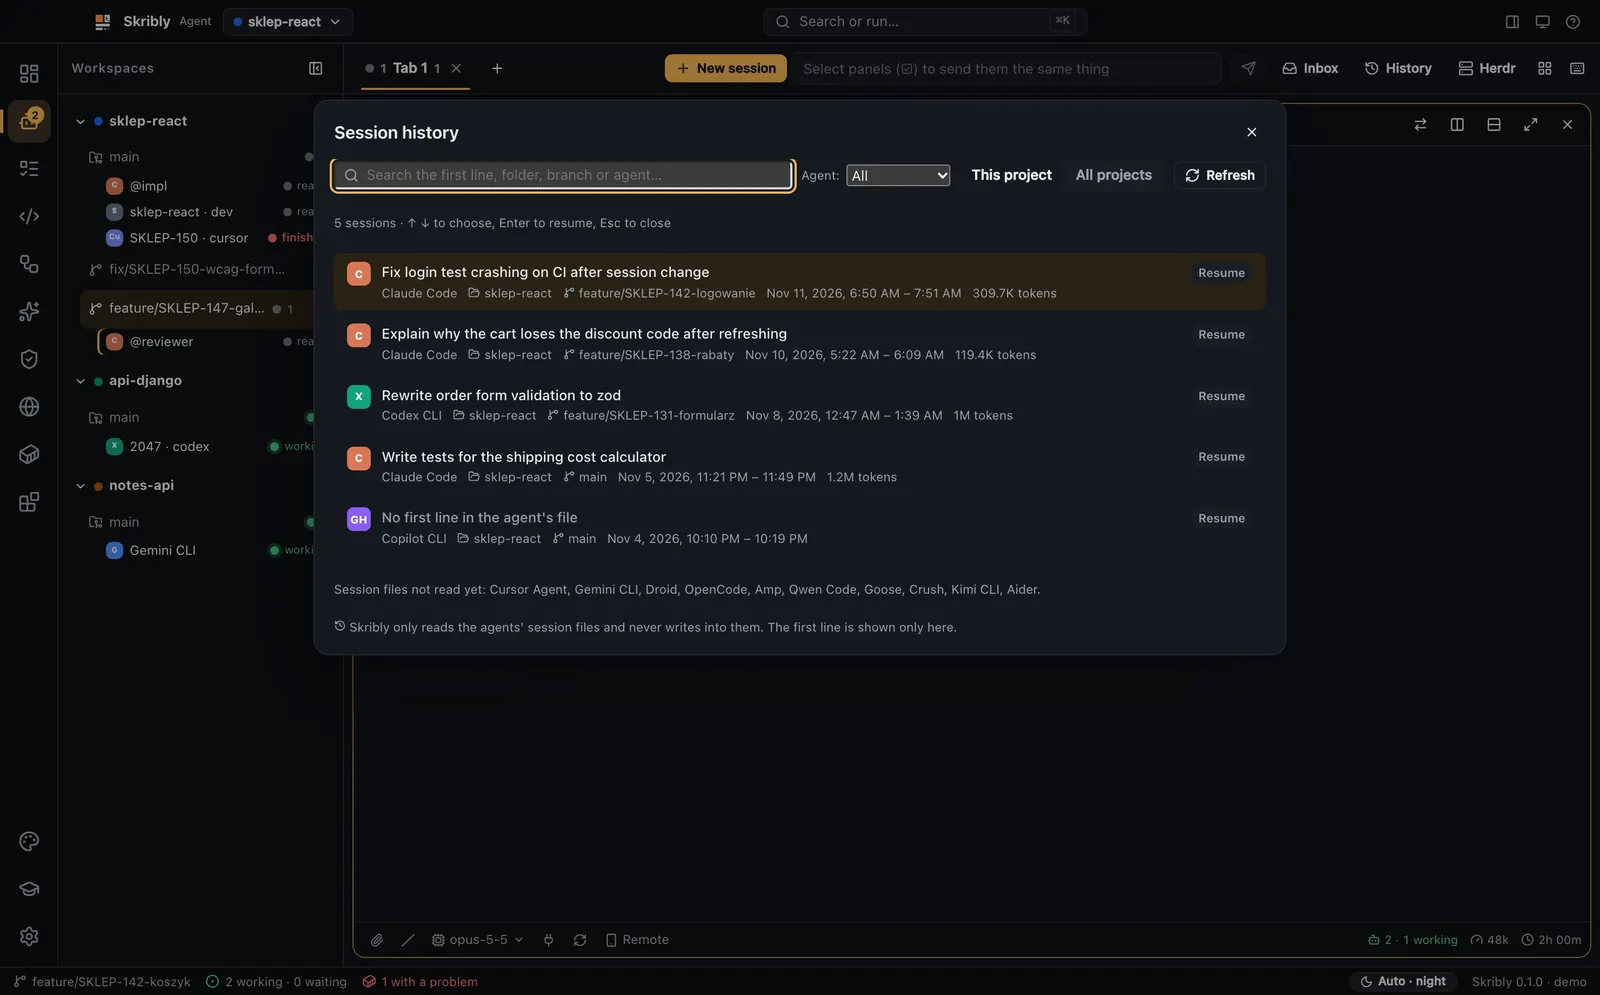 Skribly Agent sklep-react
Search or run... ⌘K
Workspaces
1 Tab 1 1
New session
Select panels (☑) to send them the same thing
Inbox
History
Herdr
2
sklep-react
main
C @impl rea
S sklep-react · dev rea
Cu SKLEP-150 · cursor finish
fix/SKLEP-150-wcag-form...
feature/SKLEP-147-gal... 1
C @reviewer rea
api-django
main
X 2047 · codex worki
notes-api
main
G Gemini CLI worki
Session history
Search the first line, folder, branch or agent...
Agent: All
This project
All projects
Refresh
5 sessions · ↑ ↓ to choose, Enter to resume, Esc to close
C Fix login test crashing on CI after session change Resume
Claude Code sklep-react feature/SKLEP-142-logowanie Nov 11, 2026, 6:50 AM – 7:51 AM 309.7K tokens
C Explain why the cart loses the discount code after refreshing Resume
Claude Code sklep-react feature/SKLEP-138-rabaty Nov 10, 2026, 5:22 AM – 6:09 AM 119.4K tokens
X Rewrite order form validation to zod Resume
Codex CLI sklep-react feature/SKLEP-131-formularz Nov 8, 2026, 12:47 AM – 1:39 AM 1M tokens
C Write tests for the shipping cost calculator Resume
Claude Code sklep-react main Nov 5, 2026, 11:21 PM – 11:49 PM 1.2M tokens
GH No first line in the agent's file Resume
Copilot CLI sklep-react main Nov 4, 2026, 10:10 PM – 10:19 PM
Session files not read yet: Cursor Agent, Gemini CLI, Droid, OpenCode, Amp, Qwen Code, Goose, Crush, Kimi CLI, Aider.
Skribly only reads the agents' session files and never writes into them. The first line is shown only here.
opus-5-5
Remote
2 · 1 working
48k
2h 00m
feature/SKLEP-142-koszyk
2 working · 0 waiting
1 with a problem
Auto · night
Skribly 0.1.0 · demo